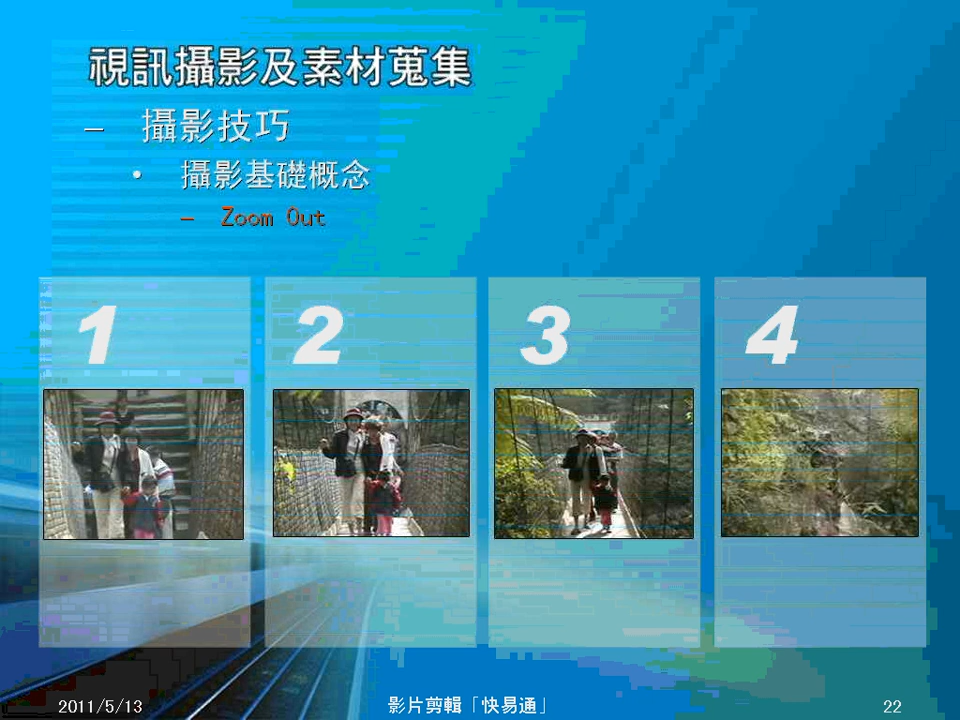 視訊攝影及素材蒐集
– 攝影技巧
• 攝影基礎概念
– Zoom Out
1 2 3 4
2011/5/13 影片剪輯「快易通」 22